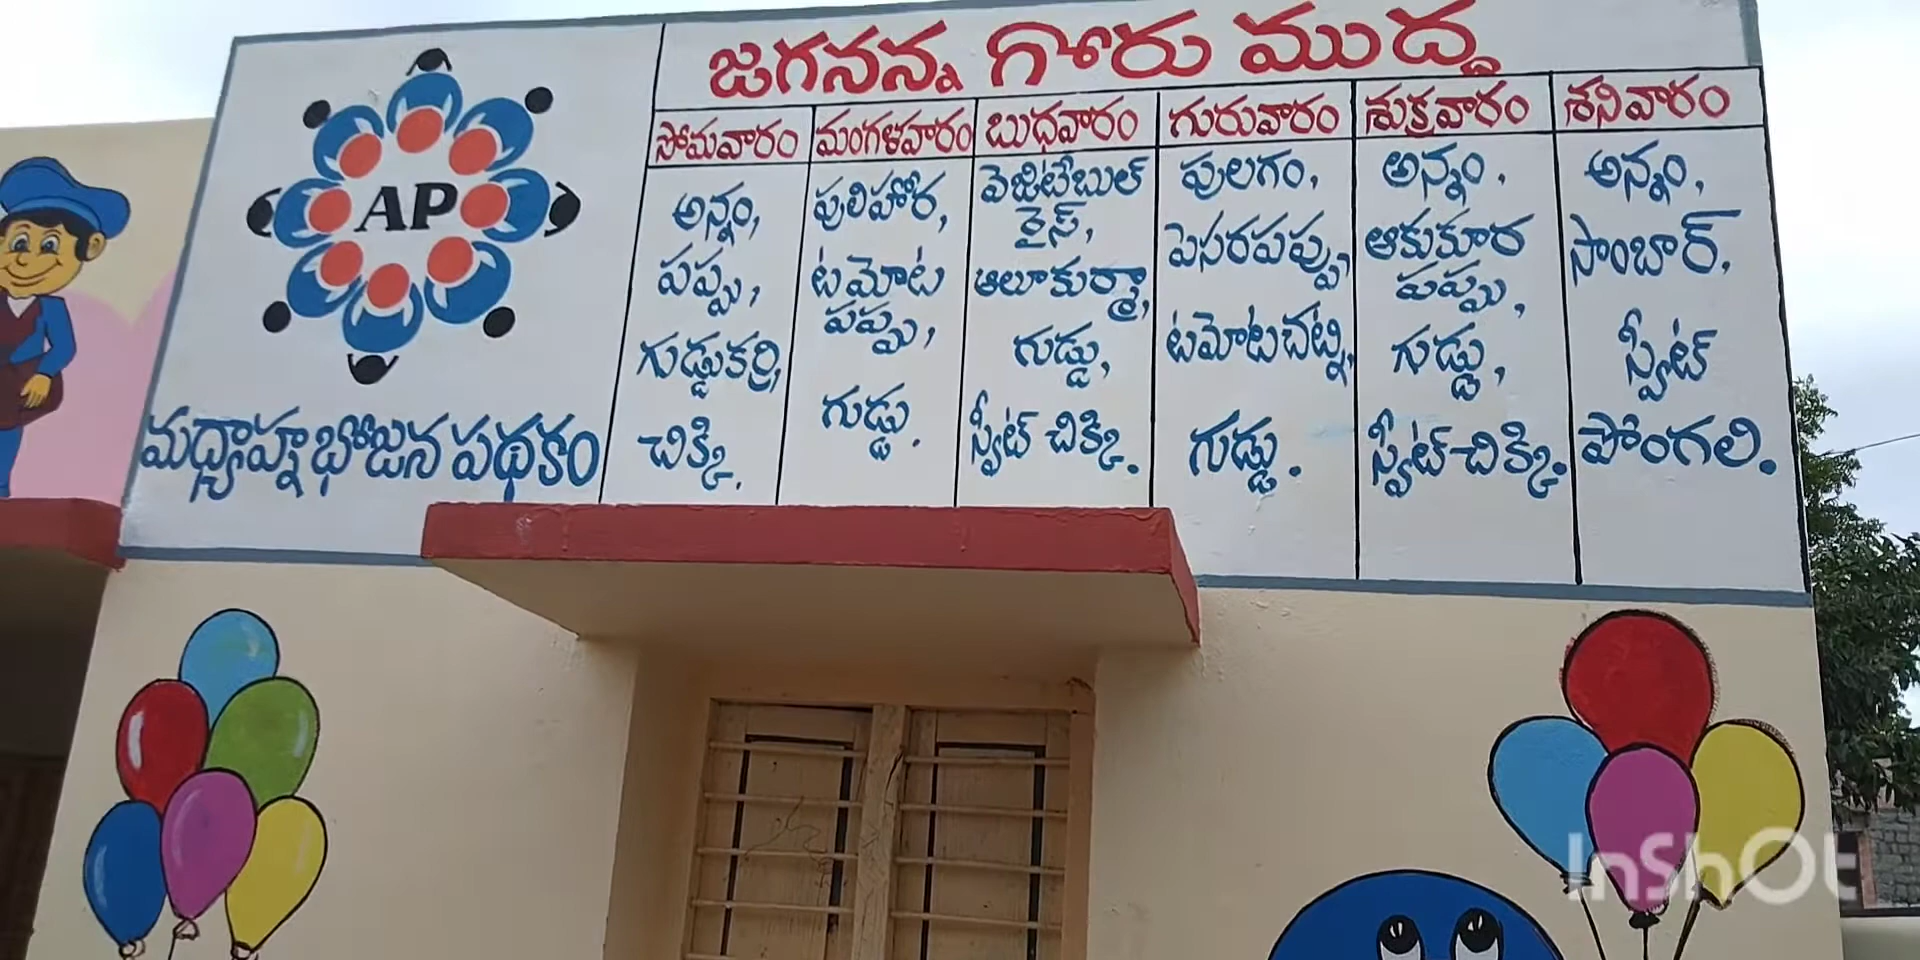 జగనన్న గోరు ముద్ద
AP
మధ్యాహ్న భోజన పథకం
సోమవారం
అన్నం,
పప్పు,
గుడ్డుకర్రి,
చిక్కి.
మంగళవారం
పులిహోర,
టమోట
పప్పు,
గుడ్డు.
బుధవారం
వెజిటేబుల్
రైస్,
ఆలూకుర్మా,
గుడ్డు,
స్వీట్ చిక్కి.
గురువారం
పులగం,
పెసరపప్పు,
టమోటచట్ని,
గుడ్డు.
శుక్రవారం
అన్నం.
ఆకుకూర
పప్పు,
గుడ్డు,
స్వీట్ చిక్కి.
శనివారం
అన్నం,
సాంబార్.
స్వీట్
పోంగలి.
InShOt